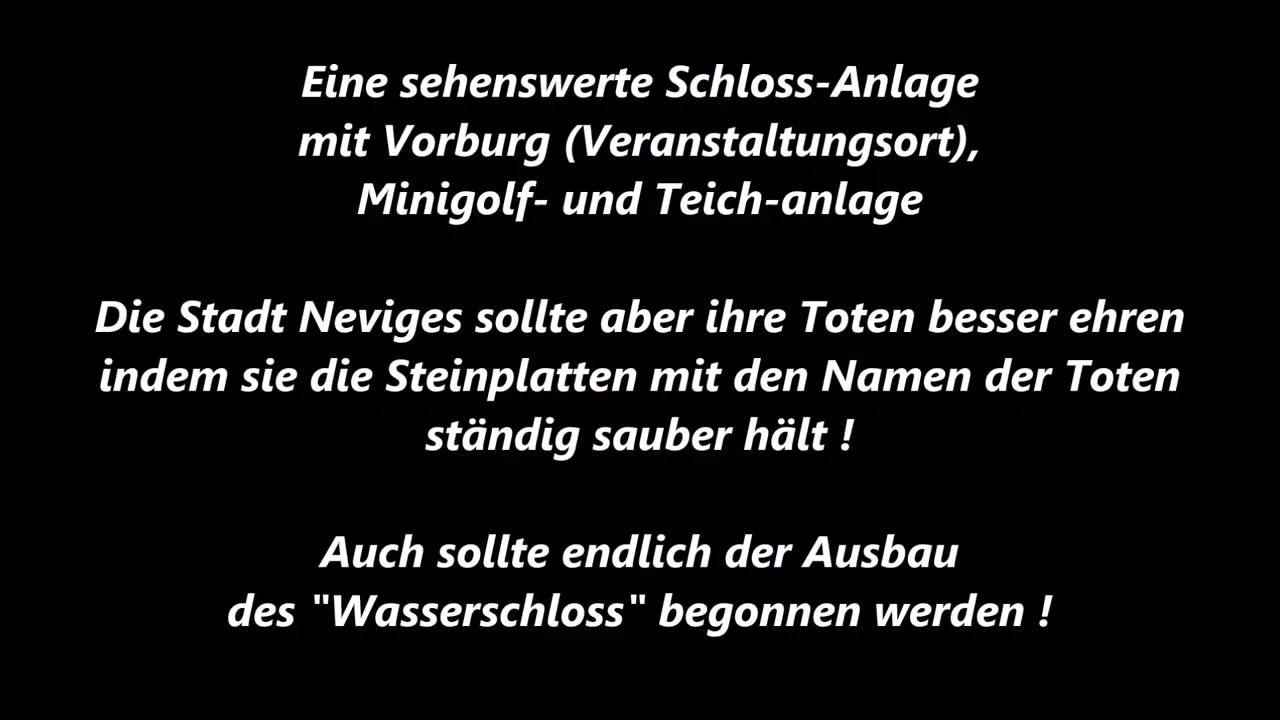 Eine sehenswerte Schloss-Anlage
mit Vorburg (Veranstaltungsort),
Minigolf- und Teich-anlage
Die Stadt Neviges sollte aber ihre Toten besser ehren
indem sie die Steinplatten mit den Namen der Toten
ständig sauber hält !
Auch sollte endlich der Ausbau
des "Wasserschloss" begonnen werden !